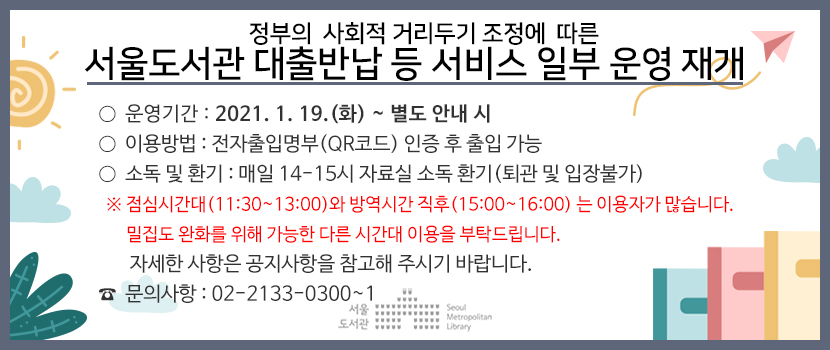 정부의 사회적 거리두기 조정에 따른
서울도서관 대출반납 등 서비스 일부 운영 재개
○ 운영기간 : 2021. 1. 19.(화) ~ 별도 안내 시
○ 이용방법 : 전자출입명부(QR코드) 인증 후 출입 가능
○ 소독 및 환기 : 매일 14-15시 자료실 소독 환기(퇴관 및 입장불가)
※ 점심시간대(11:30~13:00)와 방역시간 직후(15:00~16:00) 는 이용자가 많습니다.
밀집도 완화를 위해 가능한 다른 시간대 이용을 부탁드립니다.
자세한 사항은 공지사항을 참고해 주시기 바랍니다.
☎ 문의사항 : 02-2133-0300~1
서울
도서관
Seoul
Metropolitan
Library